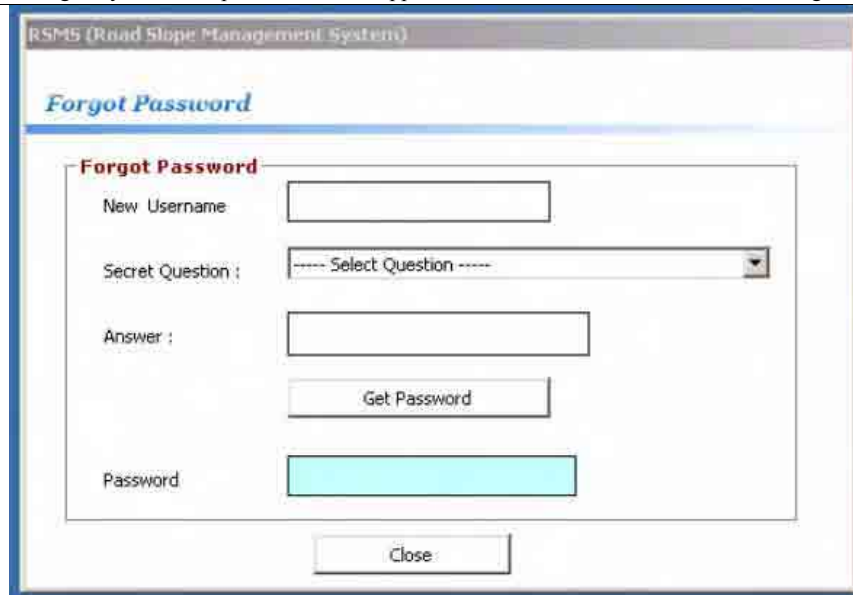 RSMS (Road Slope Management System)
Forgot Password
Forgot Password
New Username
Secret Question :
----- Select Question -----
Answer :
Get Password
Password
Close